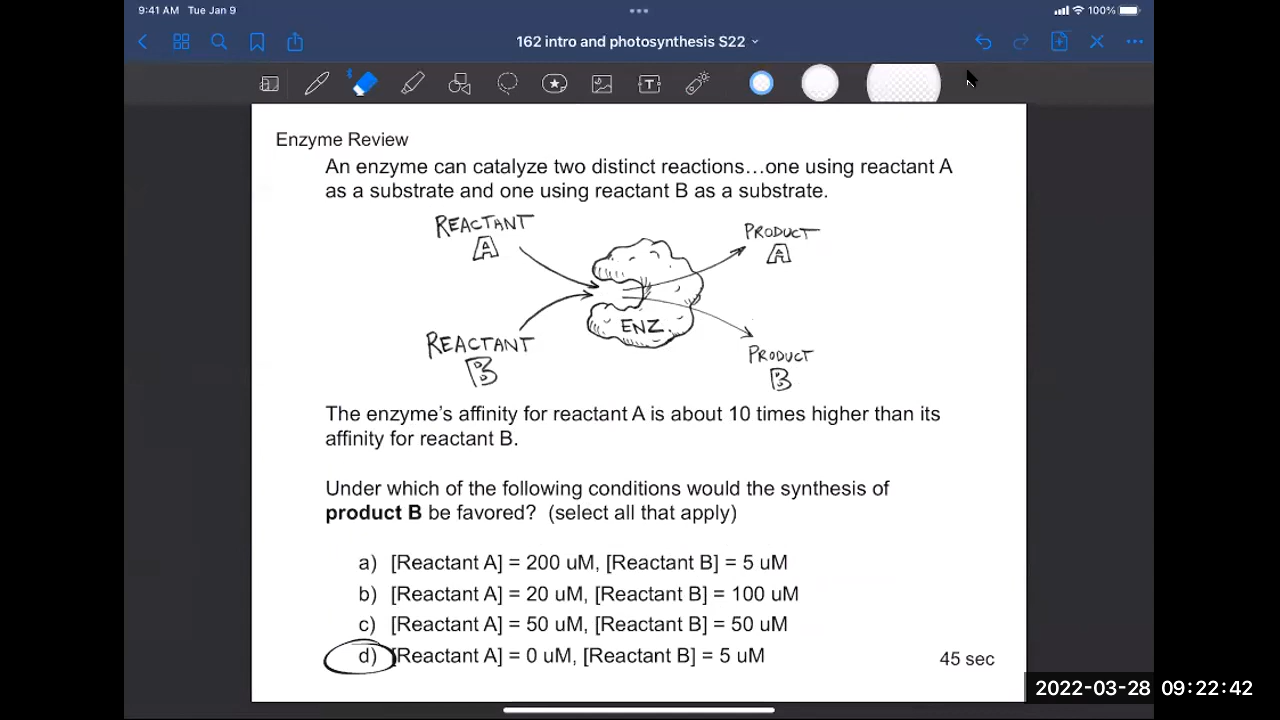 9:41 AM Tue Jan 9
100%
162 intro and photosynthesis S22
Enzyme Review
An enzyme can catalyze two distinct reactions…one using reactant A
as a substrate and one using reactant B as a substrate.
REACTANT
A
PRODUCT
A
ENZ.
REACTANT
B
PRODUCT
B
The enzyme's affinity for reactant A is about 10 times higher than its
affinity for reactant B.
Under which of the following conditions would the synthesis of
product B be favored? (select all that apply)
a) [Reactant A] = 200 uM, [Reactant B] = 5 uM
b) [Reactant A] = 20 uM, [Reactant B] = 100 uM
c) [Reactant A] = 50 uM, [Reactant B] = 50 uM
d) [Reactant A] = 0 uM, [Reactant B] = 5 uM
45 sec
2022-03-28 09:22:42